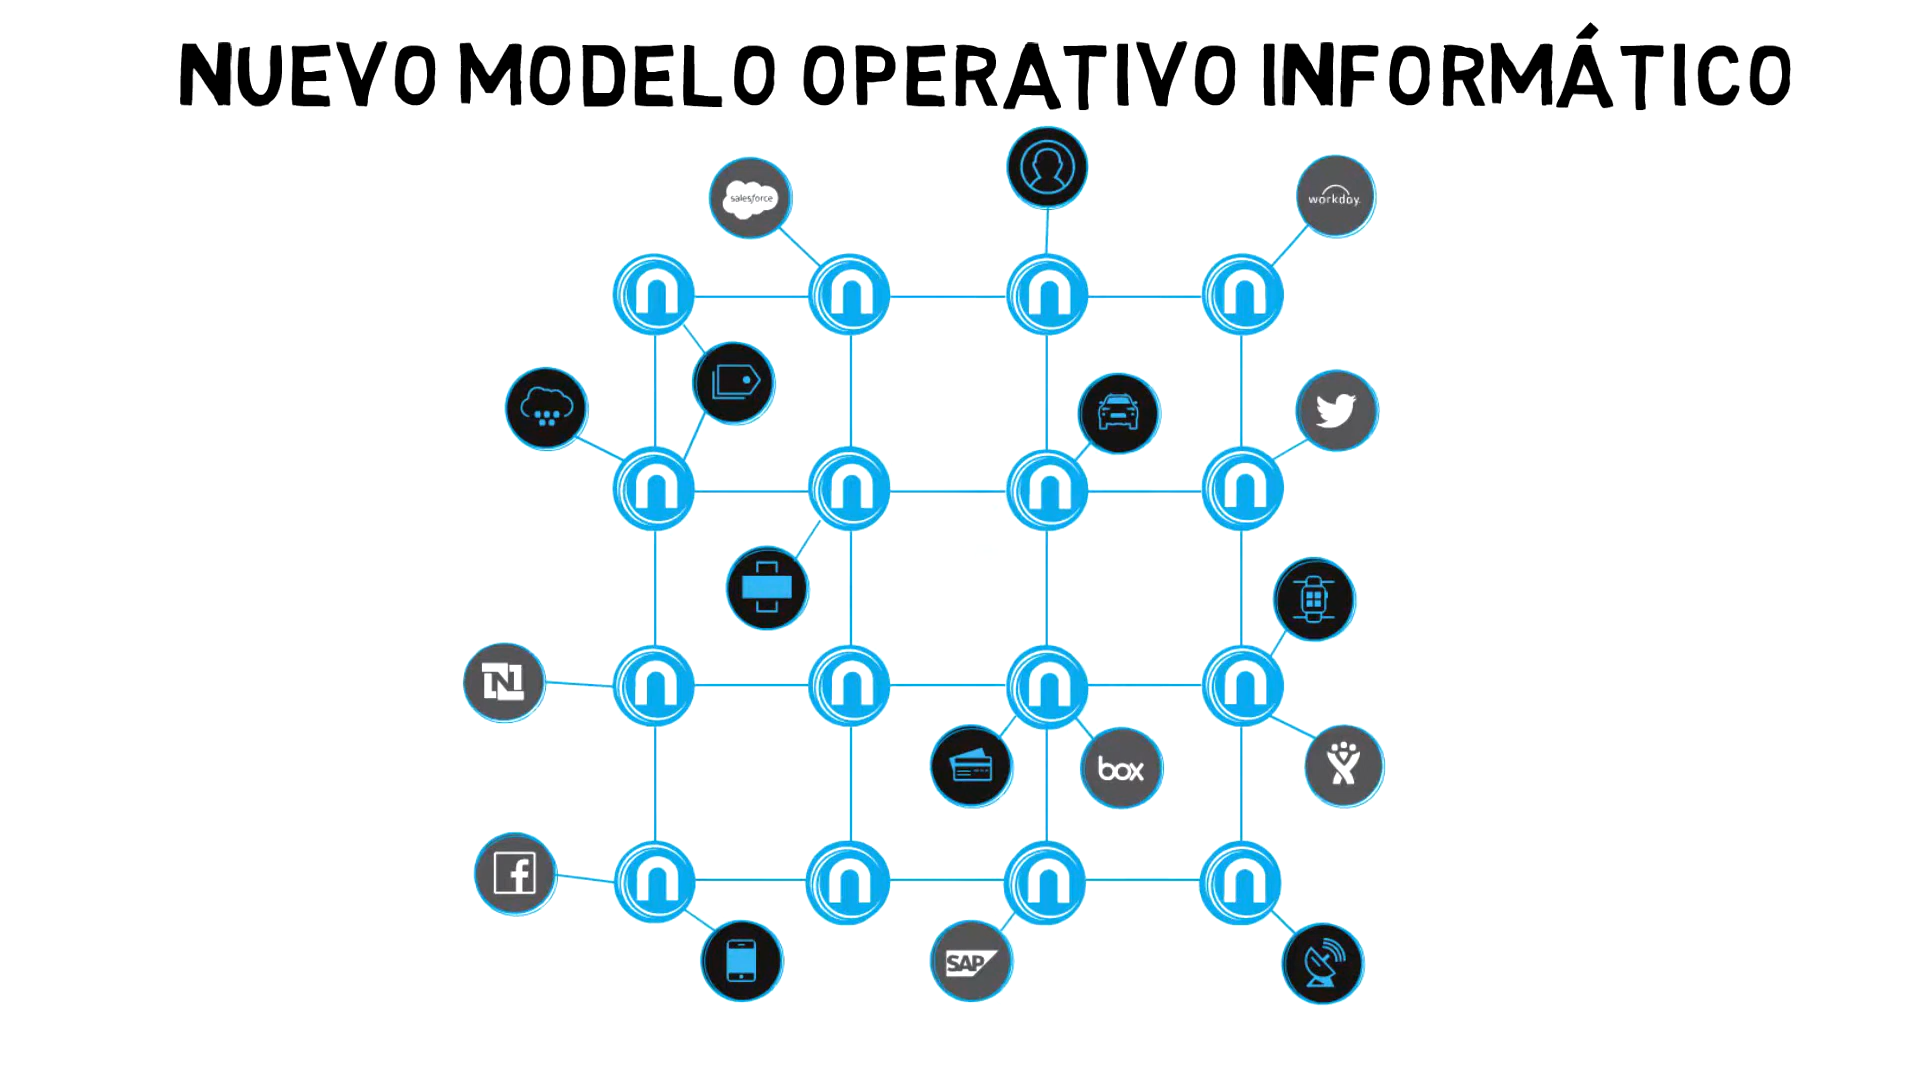 NUEVO MODELO OPERATIVO INFORMÁTICO
salesforce
workday.
n n n n
n n n n
N
n n n n
box
f
n n n n
SAP